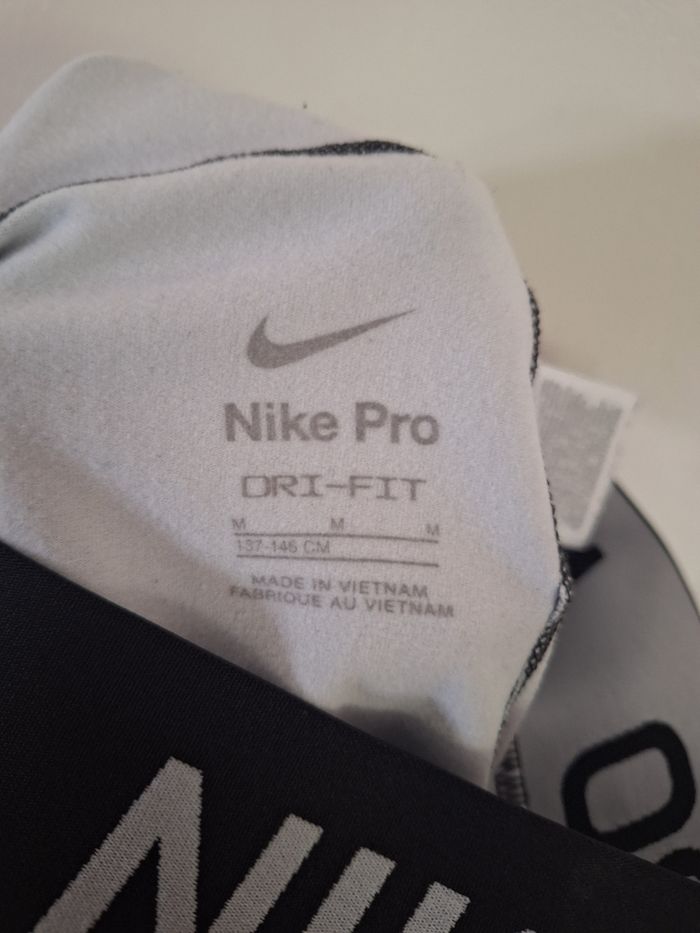 Nike Pro
DRI-FIT
M M M
137-146 CM
MADE IN VIETNAM
FABRIQUE AU VIETNAM